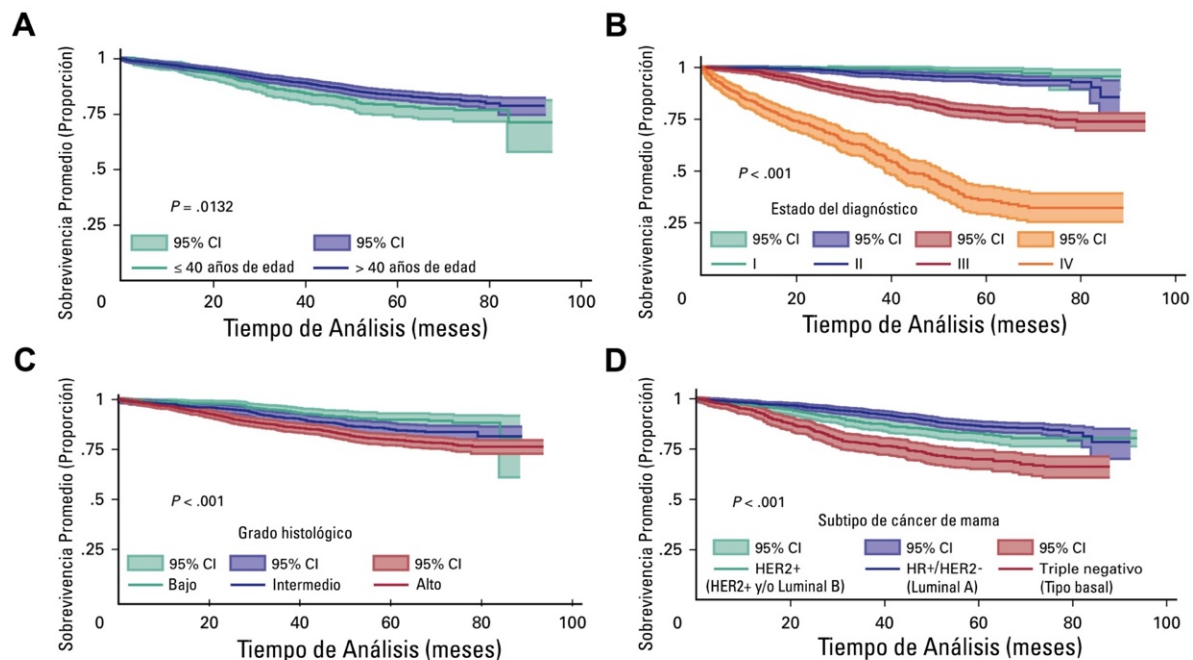 A
Sobrevivencia Promedio (Proporción)
1
.75
.5
.25
0
P = .0132
95% CI 95% CI
≤ 40 años de edad > 40 años de edad
20 40 60 80 100
Tiempo de Análisis (meses)
B
Sobrevivencia Promedio (Proporción)
1
.75
.5
.25
0
P < .001
Estado del diagnóstico
95% CI 95% CI 95% CI 95% CI
I II III IV
20 40 60 80 100
Tiempo de Análisis (meses)
C
Sobrevivencia Promedio (Proporción)
1
.75
.5
.25
0
P < .001
Grado histológico
95% CI 95% CI 95% CI
Bajo Intermedio Alto
20 40 60 80 100
Tiempo de Análisis (meses)
D
Sobrevivencia Promedio (Proporción)
1
.75
.5
.25
0
P < .001
Subtipo de cáncer de mama
95% CI 95% CI 95% CI
HER2+ HR+/HER2- Triple negativo
(HER2+ y/o Luminal B) (Luminal A) (Tipo basal)
20 40 60 80 100
Tiempo de Análisis (meses)